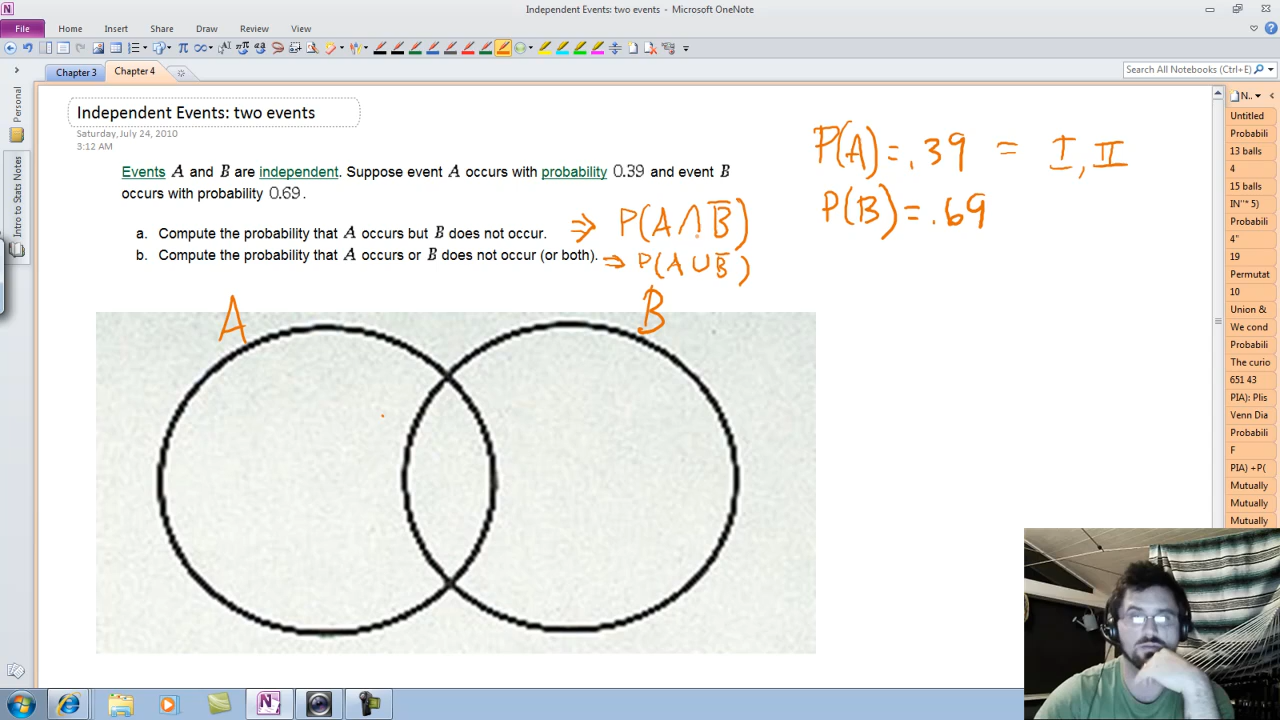 Independent Events: two events - Microsoft OneNote
File Home Insert Share Draw Review View
Chapter 3 Chapter 4 Search All Notebooks (Ctrl+E)
Independent Events: two events
Saturday, July 24, 2010
3:12 AM
Events A and B are independent. Suppose event A occurs with probability 0.39 and event B
occurs with probability 0.69.
a. Compute the probability that A occurs but B does not occur. ⇒ P(A ∩ B̅)
b. Compute the probability that A occurs or B does not occur (or both). ⇒ P(A ∪ B̅)
P(A) = .39 = I, II
P(B) = .69
A
B
Personal
Intro to Stats Notes
N..
Untitled
Probabili
13 balls
4
15 balls
IN"* 5)
Probabili
4"
19
Permutat
10
Union &
We cond
Probabili
The curio
651 43
PIA): Plis
Venn Dia
Probabili
F
PIA) +P(
Mutually
Mutually
Mutually